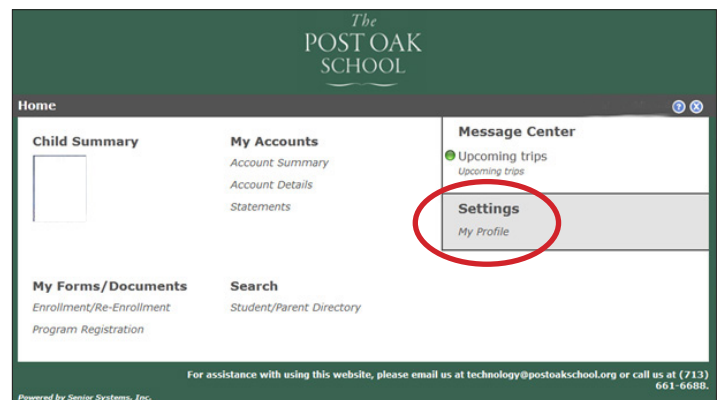 The
POST OAK
SCHOOL
Home
Child Summary
My Accounts
Account Summary
Account Details
Statements
Message Center
Upcoming trips
Upcoming trips
Settings
My Profile
My Forms/Documents
Enrollment/Re-Enrollment
Program Registration
Search
Student/Parent Directory
For assistance with using this website, please email us at technology@postoakschool.org or call us at (713)
661-6688.
Powered by Senior Systems, Inc.